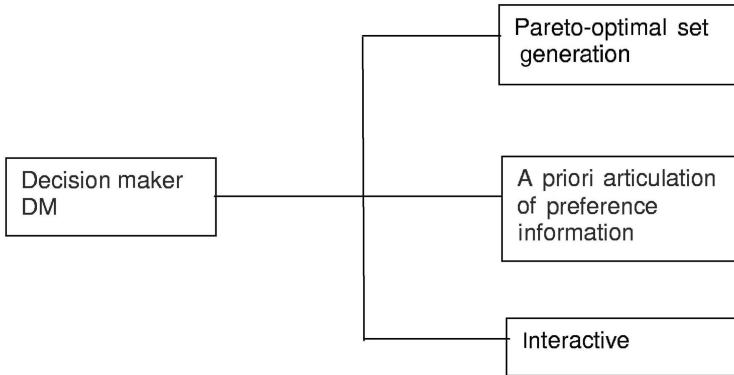 Pareto-optimal set
generation
Decision maker
DM
A priori articulation
of preference
information
Interactive